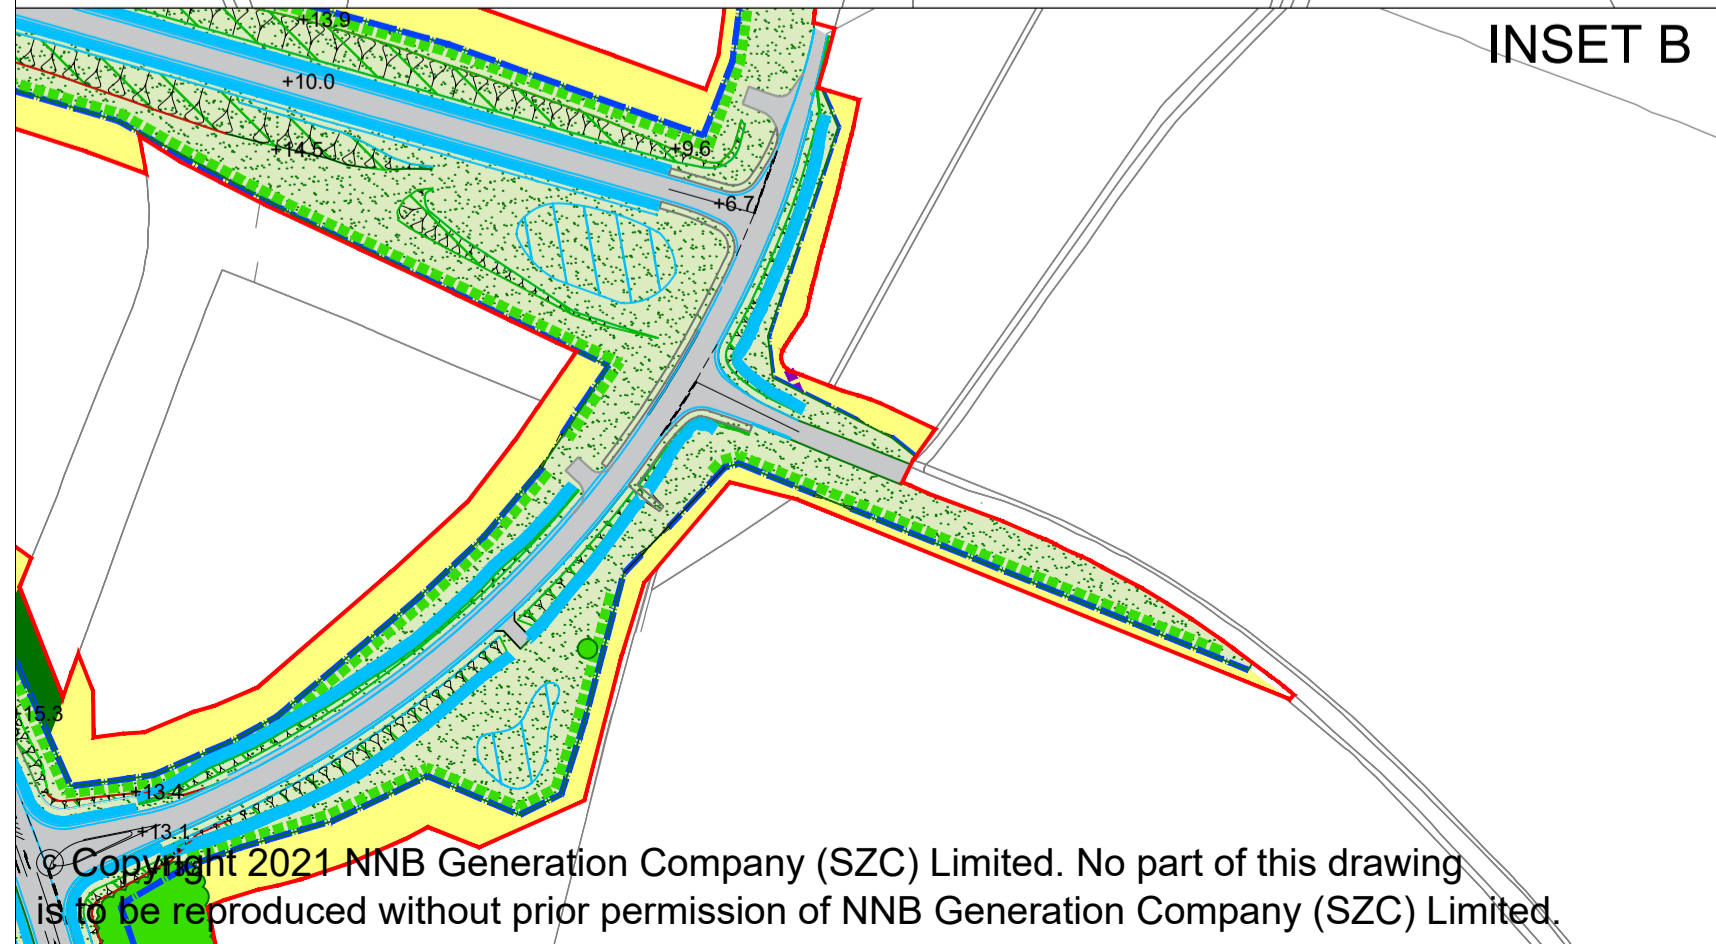 INSET B
+13.9
+10.0
+14.5
+9.6
+6.7
+15.3
+13.4
+13.1
© Copyright 2021 NNB Generation Company (SZC) Limited. No part of this drawing
is to be reproduced without prior permission of NNB Generation Company (SZC) Limited.